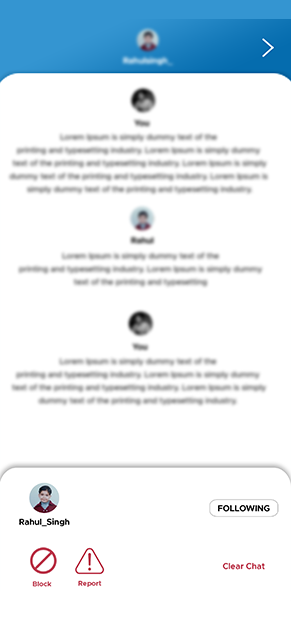 Rahulsingh_
You
Lorem Ipsum is simply dummy text of the
printing and typesetting industry. Lorem Ipsum is simply dummy
text of the printing and typesetting industry. Lorem Ipsum is simply
dummy text of the printing and typesetting industry. Lorem Ipsum is
simply dummy text of the printing and typesetting industry.
Rahul
Lorem Ipsum is simply dummy text of the
printing and typesetting industry. Lorem Ipsum is simply dummy
text of the printing and typesetting
You
Lorem Ipsum is simply dummy text of the
printing and typesetting industry. Lorem Ipsum is simply dummy
text of the printing and typesetting industry. Lorem Ipsum is simply
dummy text of the printing and typesetting industry.
Rahul_Singh
FOLLOWING
Block
Report
Clear Chat